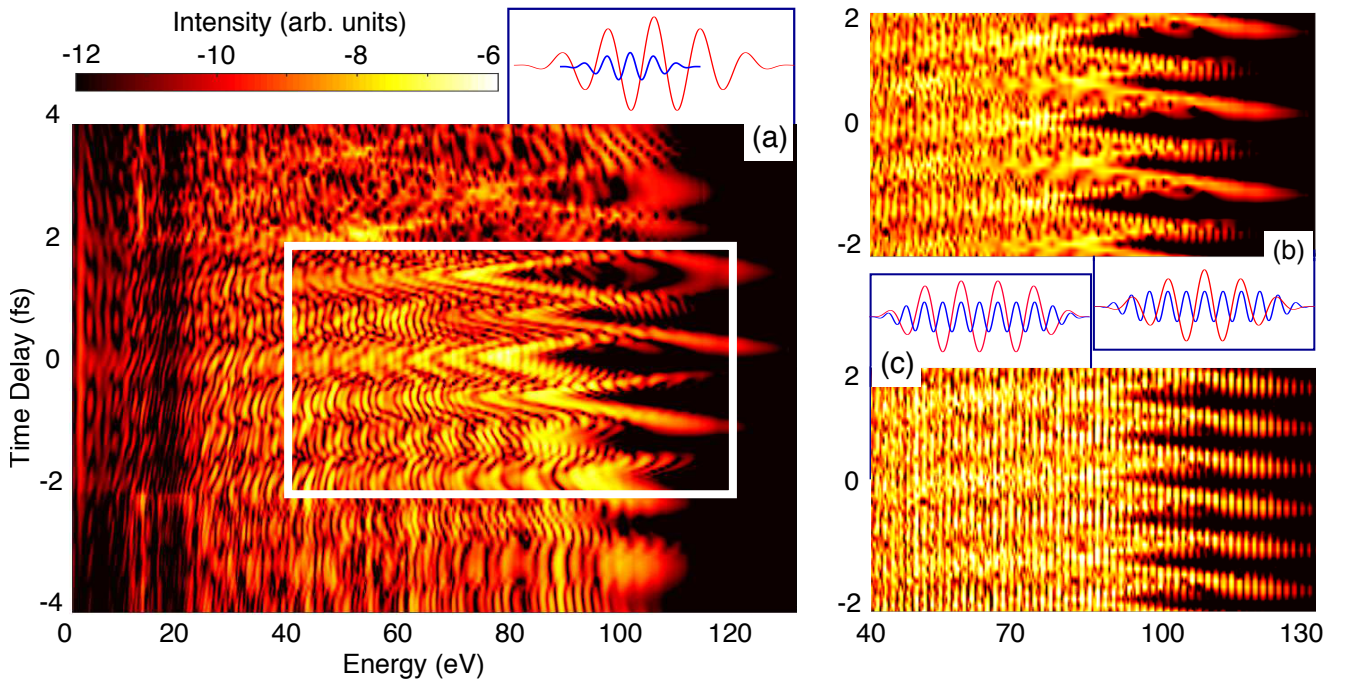 Intensity (arb. units)
-12 -10 -8 -6
(a)
4
2
0
-2
-4
Time Delay (fs)
0 20 40 60 80 100 120
Energy (eV)
2
0
-2
(b)
(c)
2
0
-2
40 70 100 130